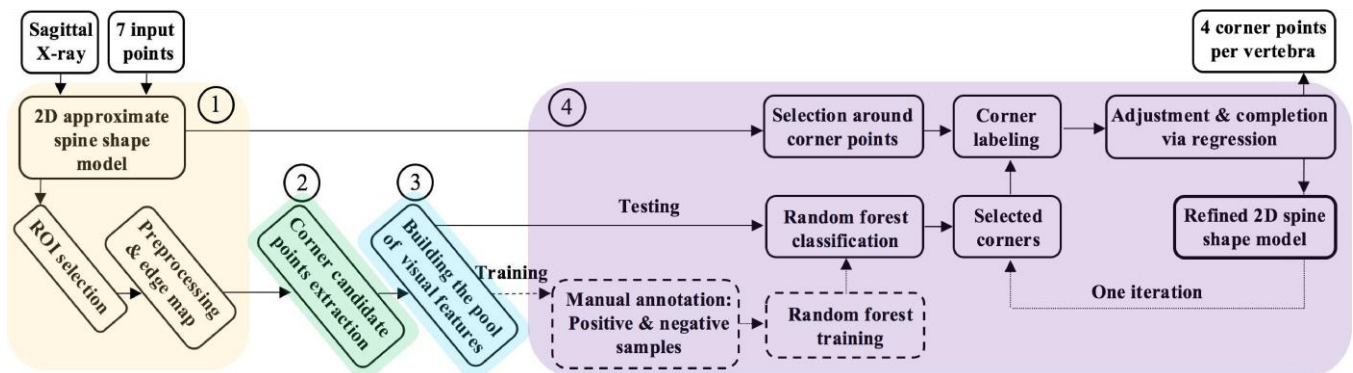 Sagittal
X-ray
7 input
points
1
2D approximate
spine shape
model
ROI selection
Preprocessing
& edge map
2
Corner candidate
points extraction
3
Building the pool
of visual features
4
Testing
Training
Selection around
corner points
Corner
labeling
Adjustment & completion
via regression
4 corner points
per vertebra
Random forest
classification
Selected
corners
Refined 2D spine
shape model
One iteration
Manual annotation:
Positive & negative
samples
Random forest
training